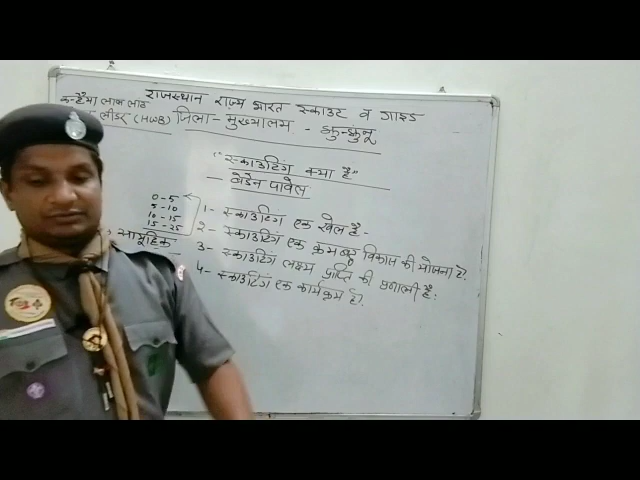 राजस्थान राज्य भारत स्काउट व गाइड
कन्हैया लाल
लीडर (HWB) जिला - मुख्यालय - झुन्झुनू
"स्काउटिंग क्या है"
- बेडेन पावेल
0-5
5-10
10-15
15-25
सामूहिक
1- स्काउटिंग एक खेल है-
2- स्काउटिंग एक क्रमबद्ध विकास की योजना है
3- स्काउटिंग लक्ष्य प्राप्ति की प्रणाली है।
4- स्काउटिंग एक कार्यक्रम है।